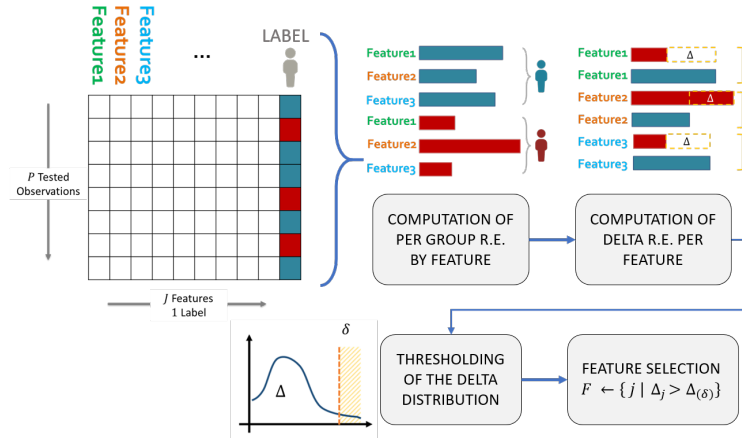 Feature1
Feature2
Feature3
...
LABEL
P Tested
Observations
J Features
1 Label
Feature1
Feature2
Feature3
Feature1
Feature2
Feature3
Feature1
Δ
Feature1
Feature2
Δ
Feature2
Feature3
Δ
Feature3
COMPUTATION OF
PER GROUP R.E.
BY FEATURE
COMPUTATION OF
DELTA R.E. PER
FEATURE
δ
Δ
THRESHOLDING
OF THE DELTA
DISTRIBUTION
FEATURE SELECTION
F ← {j | Δ_j > Δ_(δ)}